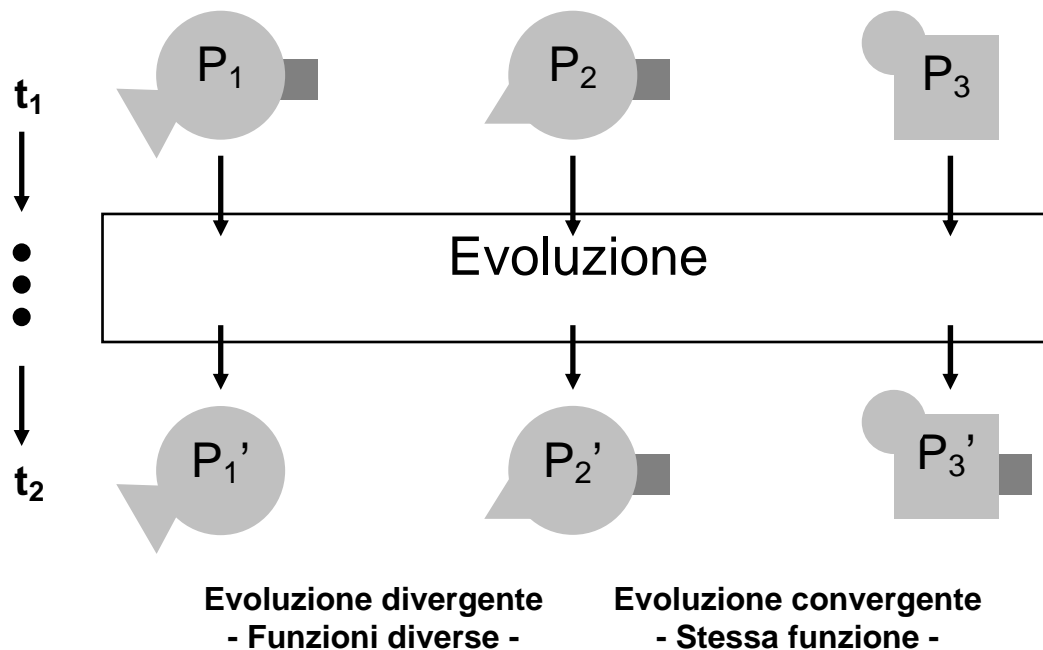 P₁ P₂ P₃
t₁
Evoluzione
P₁’ P₂’ P₃’
t₂
Evoluzione divergente
- Funzioni diverse -
Evoluzione convergente
- Stessa funzione -